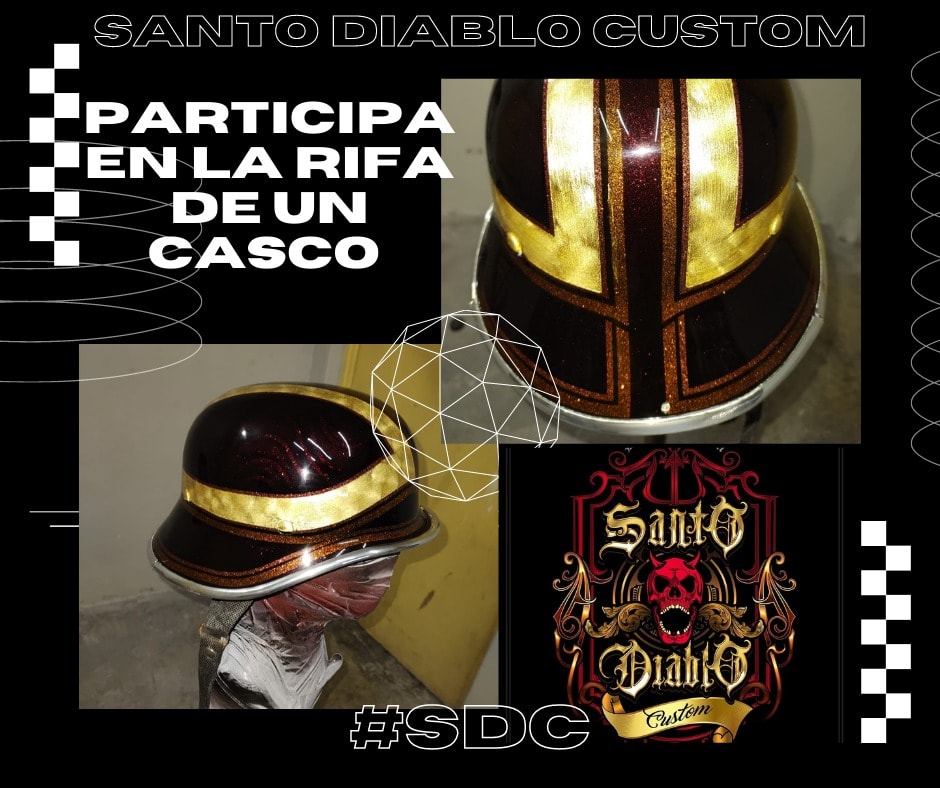 SANTO DIABLO CUSTOM
PARTICIPA
EN LA RIFA
DE UN
CASCO
SantO
DiablO
Custom
#SDC